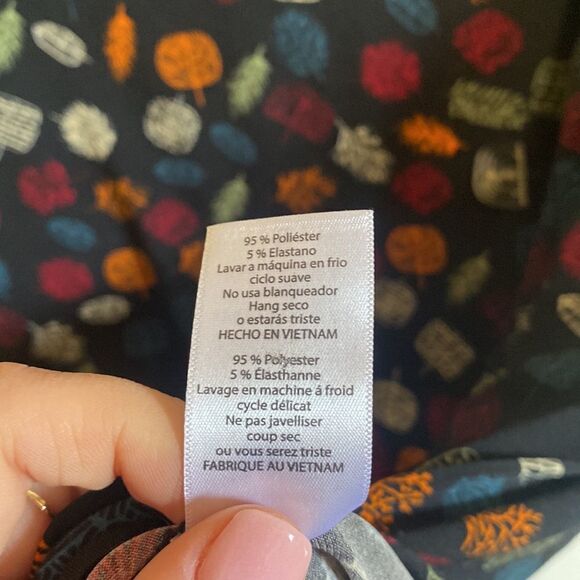 95 % Poliéster
5 % Elastano
Lavar a máquina en frio
ciclo suave
No usa blanqueador
Hang seco
o estarás triste
HECHO EN VIETNAM
95 % Polyester
5 % Élasthanne
Lavage en machine á froid
cycle délicat
Ne pas javelliser
coup sec
ou vous serez triste
FABRIQUE AU VIETNAM